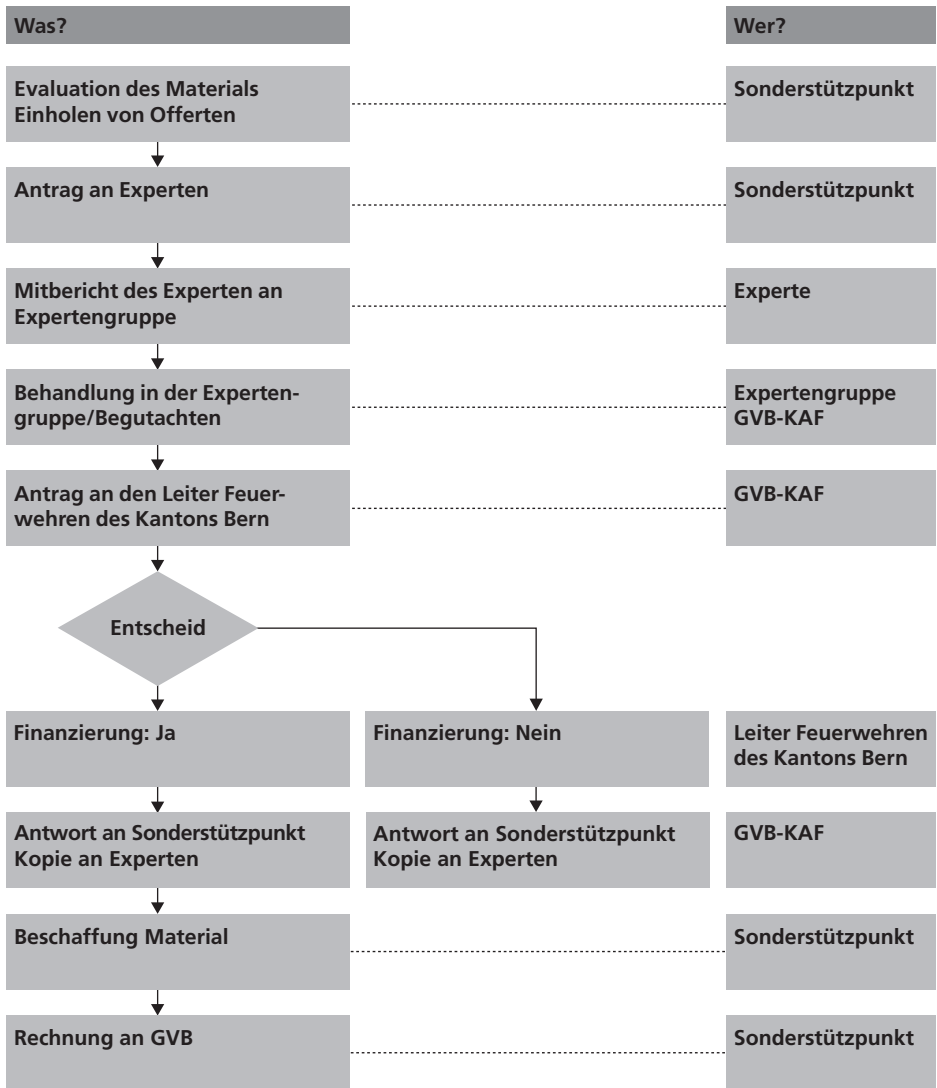 Was?
Wer?
Evaluation des Materials
Einholen von Offerten
Sonderstützpunkt
Antrag an Experten
Sonderstützpunkt
Mitbericht des Experten an
Expertengruppe
Experte
Behandlung in der Experten-
gruppe/Begutachten
Expertengruppe
GVB-KAF
Antrag an den Leiter Feuer-
wehren des Kantons Bern
GVB-KAF
Entscheid
Finanzierung: Ja
Finanzierung: Nein
Leiter Feuerwehren
des Kantons Bern
Antwort an Sonderstützpunkt
Kopie an Experten
Antwort an Sonderstützpunkt
Kopie an Experten
GVB-KAF
Beschaffung Material
Sonderstützpunkt
Rechnung an GVB
Sonderstützpunkt